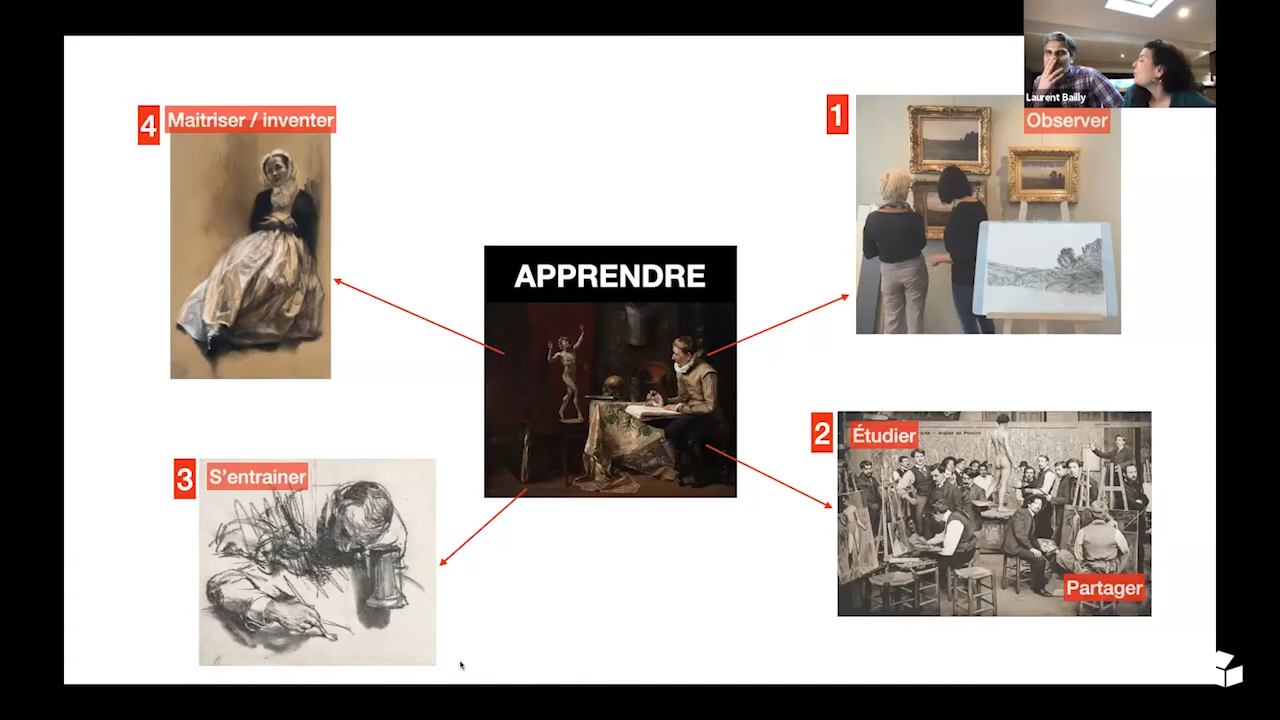 Laurent Bailly
4
Maitriser / inventer
1
Observer
APPRENDRE
2
Étudier
3
S'entrainer
Partager